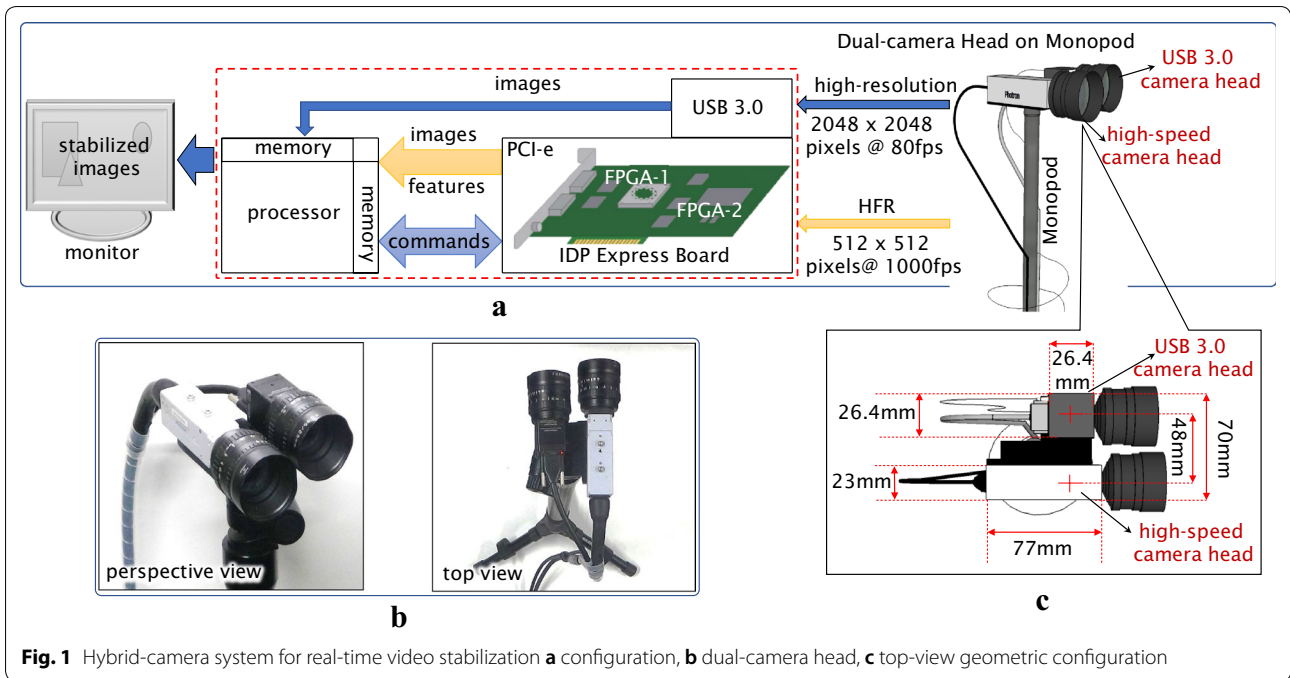 Dual-camera Head on Monopod
USB 3.0
camera head
high-speed
camera head
Photron
Monopod
images
USB 3.0
high-resolution
2048 x 2048
pixels @ 80fps
HFR
512 x 512
pixels@ 1000fps
stabilized
images
monitor
memory
processor
memory
images
features
commands
PCI-e
FPGA-1
FPGA-2
IDP Express Board
a
perspective view
top view
b
26.4
mm
USB 3.0
camera head
26.4mm
48mm
70mm
23mm
77mm
high-speed
camera head
c
Fig. 1 Hybrid-camera system for real-time video stabilization a configuration, b dual-camera head, c top-view geometric configuration